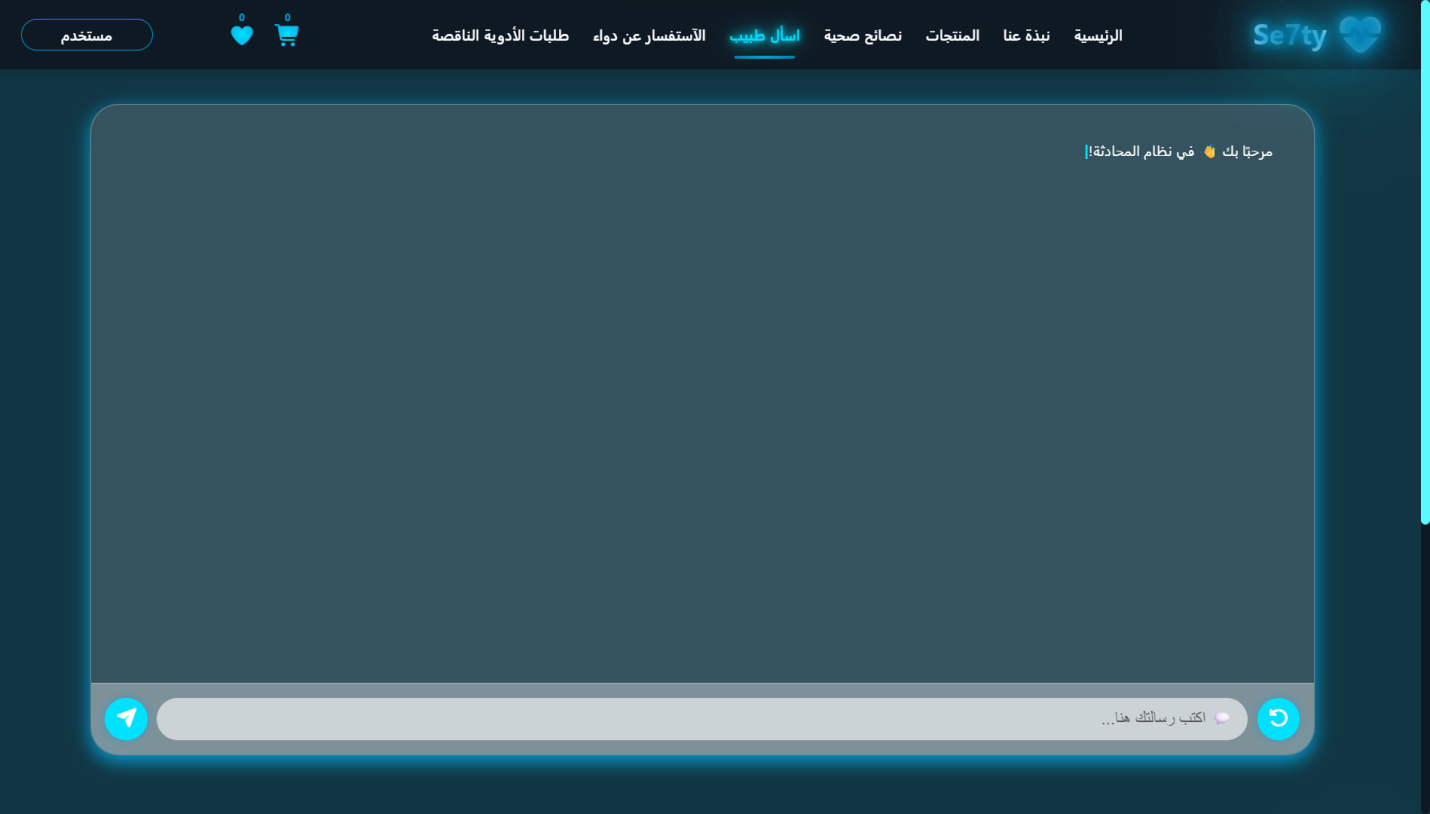 Se7ty
الرئيسية
نبذة عنا
المنتجات
نصائح صحية
اسأل طبيب
الآستفسار عن دواء
طلبات الأدوية الناقصة
0
0
مستخدم
مرحبًا بك 👋 في نظام المحادثة!
💬 اكتب رسالتك هنا...